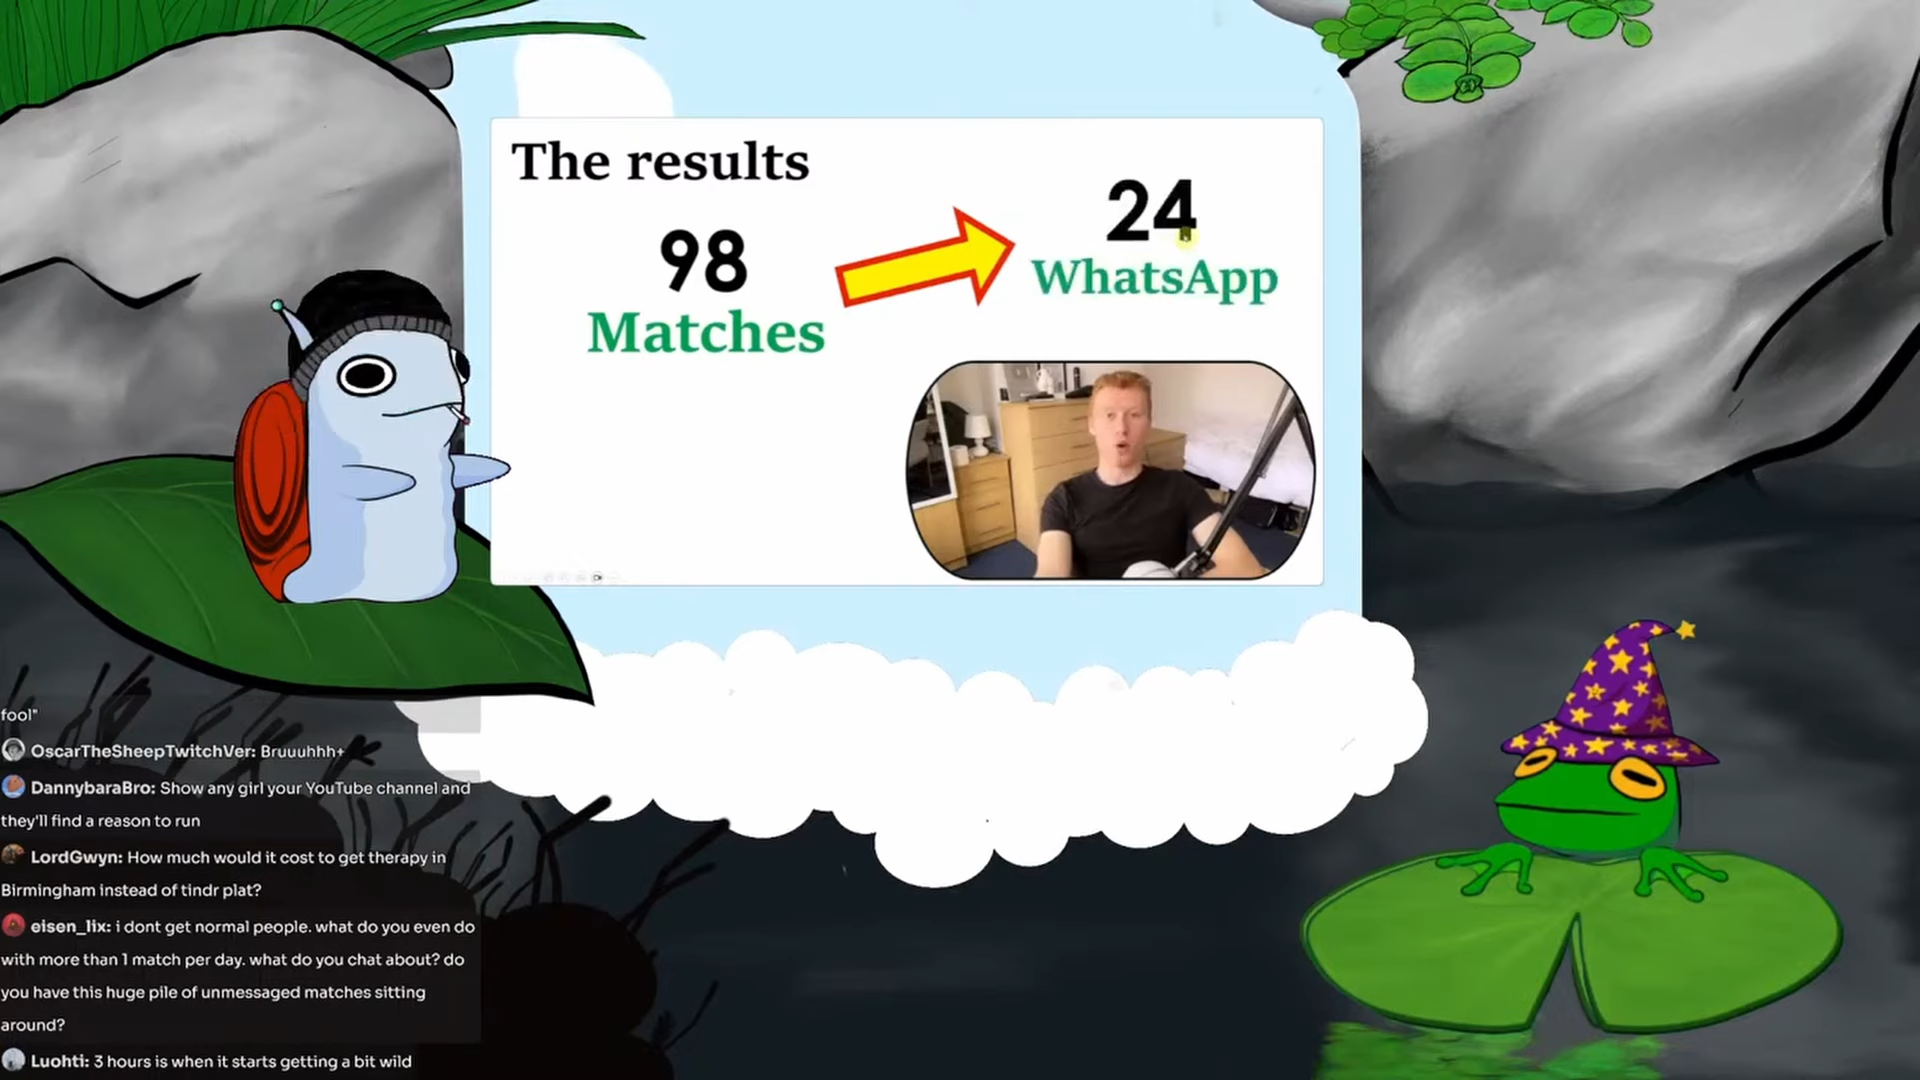 The results
98
Matches
24
WhatsApp
fool"
OscarTheSheepTwitchVer: Bruuuhhh+
DannybaraBro: Show any girl your YouTube channel and
they'll find a reason to run
LordGwyn: How much would it cost to get therapy in
Birmingham instead of tindr plat?
eisen_lix: i dont get normal people. what do you even do
with more than 1 match per day. what do you chat about? do
you have this huge pile of unmessaged matches sitting
around?
Luohti: 3 hours is when it starts getting a bit wild